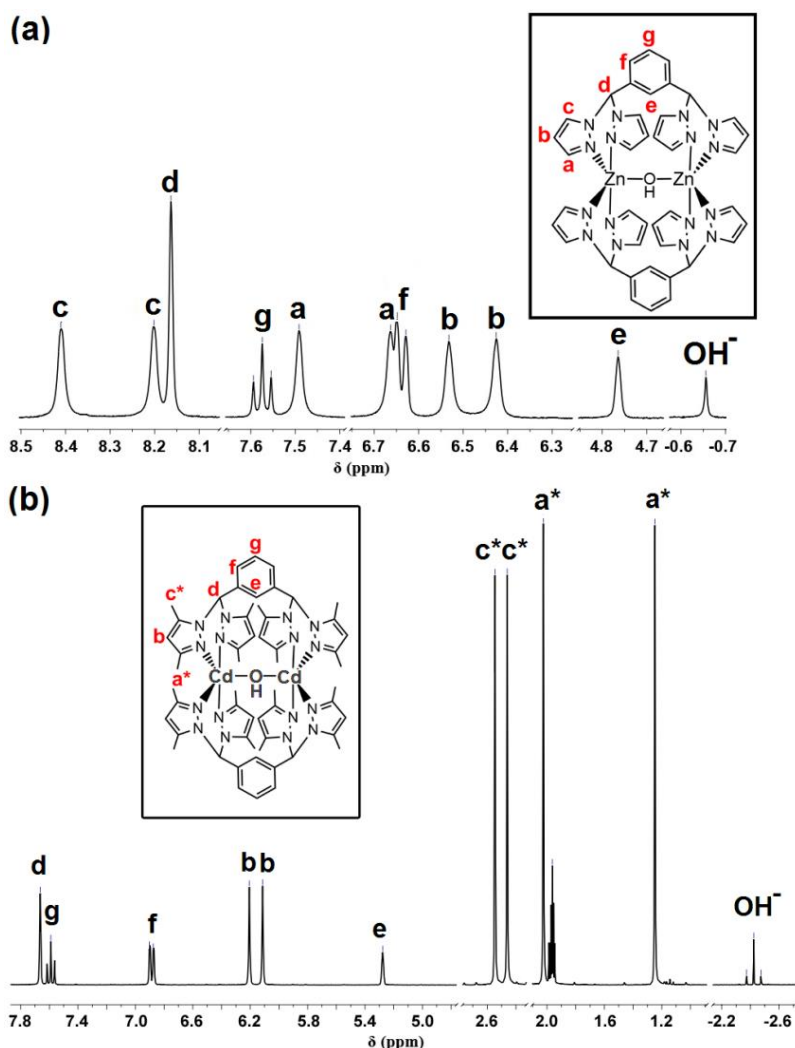 (a)
g
f
d
e
c
b
a
N N N N
N N N N
Zn O Zn
H
N N N N
N N N N
c c d g a a f b b e OH-
8.5 8.4 8.3 8.2 8.1 7.6 7.5 7.4 6.7 6.6 6.5 6.4 6.3 4.8 4.7 -0.6 -0.7
δ (ppm)
(b)
g
f
e
d
c*
b
a*
N N N N
N N N N
Cd O Cd
H
N N N N
N N N N
d g f b b e c* c* a* a* OH-
7.8 7.4 7.0 6.6 6.2 5.8 5.4 5.0 2.6 2.4 2.0 1.6 1.2 -2.2 -2.6
δ (ppm)